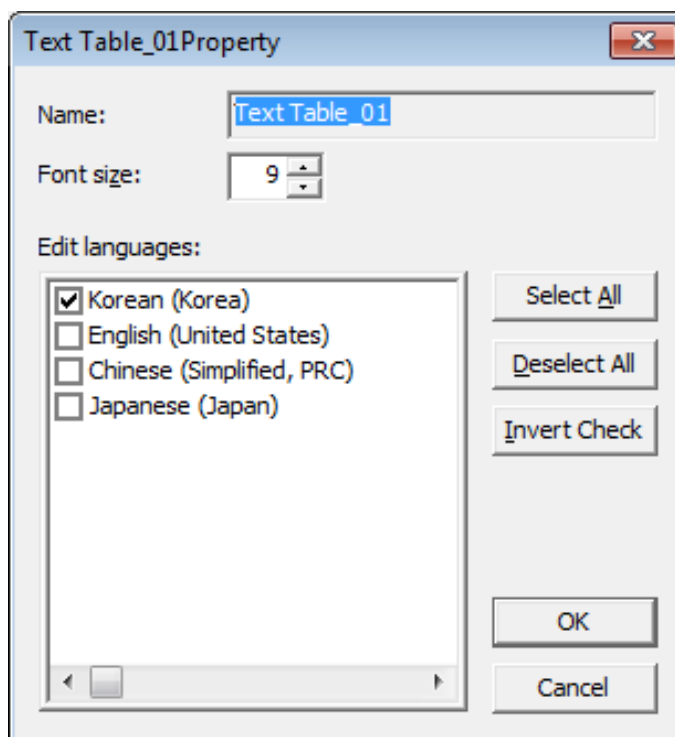 Text Table_01Property
Name: Text Table_01
Font size: 9
Edit languages:
Korean (Korea)
English (United States)
Chinese (Simplified, PRC)
Japanese (Japan)
Select All
Deselect All
Invert Check
OK
Cancel